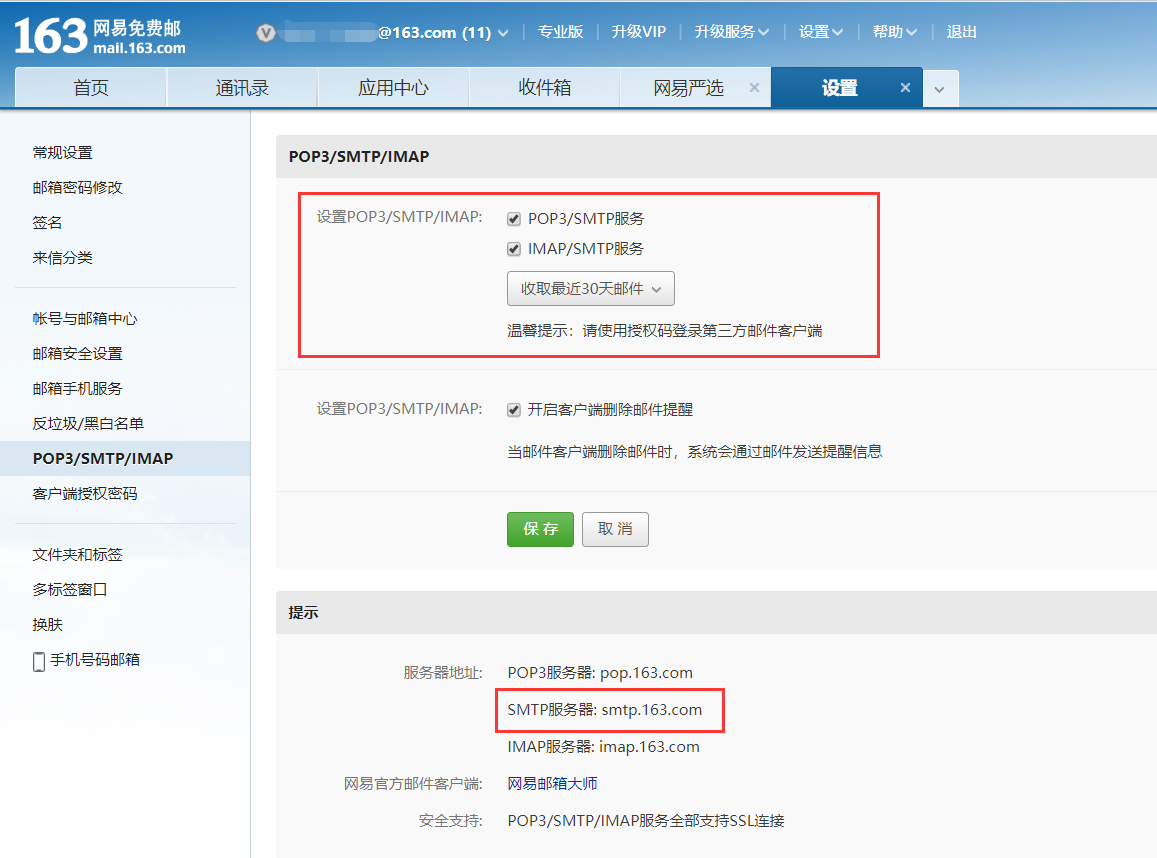 163 网易免费邮
mail.163.com
@163.com (11)
专业版
升级VIP
升级服务
设置
帮助
退出
首页
通讯录
应用中心
收件箱
网易严选
设置
常规设置
邮箱密码修改
签名
来信分类
帐号与邮箱中心
邮箱安全设置
邮箱手机服务
反垃圾/黑白名单
POP3/SMTP/IMAP
客户端授权密码
文件夹和标签
多标签窗口
换肤
手机号码邮箱
POP3/SMTP/IMAP
设置POP3/SMTP/IMAP:
POP3/SMTP服务
IMAP/SMTP服务
收取最近30天邮件
温馨提示：请使用授权码登录第三方邮件客户端
设置POP3/SMTP/IMAP:
开启客户端删除邮件提醒
当邮件客户端删除邮件时，系统会通过邮件发送提醒信息
保 存
取 消
提示
服务器地址:
POP3服务器: pop.163.com
SMTP服务器: smtp.163.com
IMAP服务器: imap.163.com
网易官方邮件客户端:
网易邮箱大师
安全支持:
POP3/SMTP/IMAP服务全部支持SSL连接